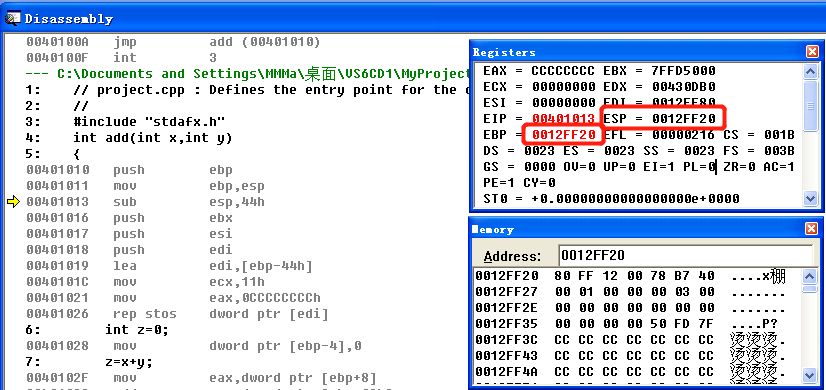 Disassembly
0040100A jmp add (00401010)
0040100F int 3
--- C:\Documents and Settings\MMMa\桌面\VS6CD1\MyProject
1: // project.cpp : Defines the entry point for the c
2: //
3: #include "stdafx.h"
4: int add(int x,int y)
5: {
00401010 push ebp
00401011 mov ebp,esp
00401013 sub esp,44h
00401016 push ebx
00401017 push esi
00401018 push edi
00401019 lea edi,[ebp-44h]
0040101C mov ecx,11h
00401021 mov eax,0CCCCCCCCh
00401026 rep stos dword ptr [edi]
6: int z=0;
00401028 mov dword ptr [ebp-4],0
7: z=x+y;
0040102F mov eax,dword ptr [ebp+8]
Registers
EAX = CCCCCCCC EBX = 7FFD5000
ECX = 00000000 EDX = 00430DB0
ESI = 00000000 EDI = 0012FF80
EIP = 00401013 ESP = 0012FF20
EBP = 0012FF20 EFL = 00000216 CS = 001B
DS = 0023 ES = 0023 SS = 0023 FS = 003B
GS = 0000 OV=0 UP=0 EI=1 PL=0 ZR=0 AC=1
PE=1 CY=0
ST0 = +0.00000000000000000e+0000
Memory
Address: 0012FF20
0012FF20 80 FF 12 00 78 B7 40 ....x稝
0012FF27 00 01 00 00 00 03 00 .......
0012FF2E 00 00 00 00 00 00 00 .......
0012FF35 00 00 00 00 50 FD 7F ....P?
0012FF3C CC CC CC CC CC CC CC 烫烫烫.
0012FF43 CC CC CC CC CC CC CC 烫烫烫.
0012FF4A CC CC CC CC CC CC CC 烫烫烫.